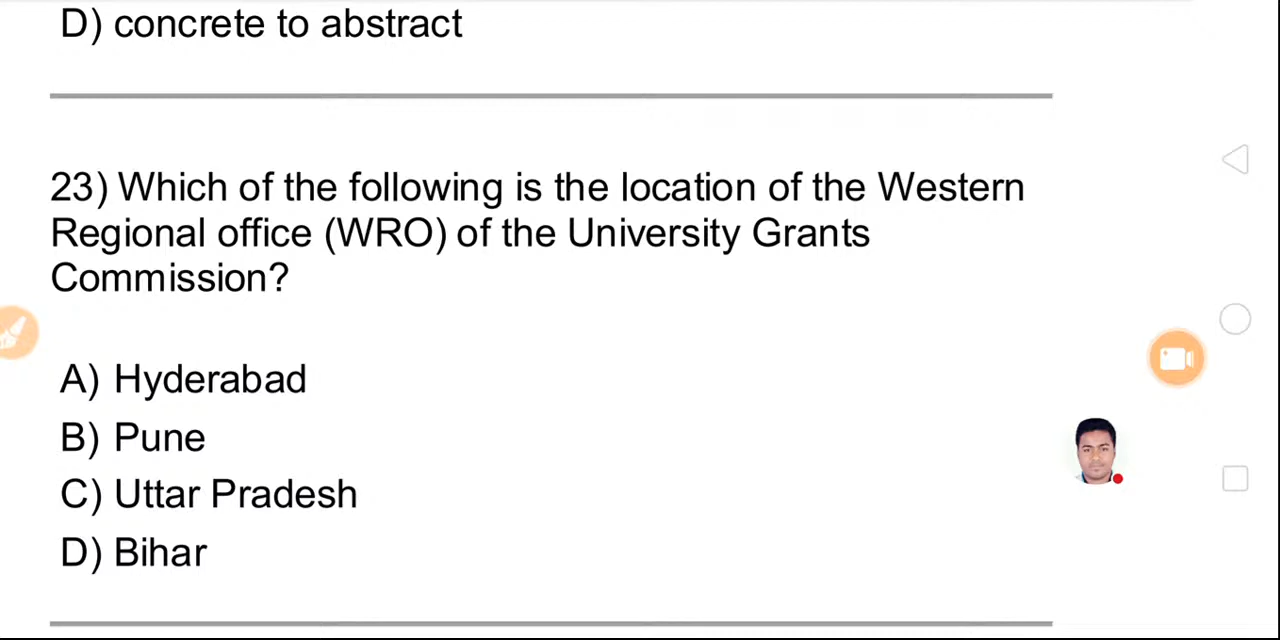 D) concrete to abstract
23) Which of the following is the location of the Western
Regional office (WRO) of the University Grants
Commission?
A) Hyderabad
B) Pune
C) Uttar Pradesh
D) Bihar